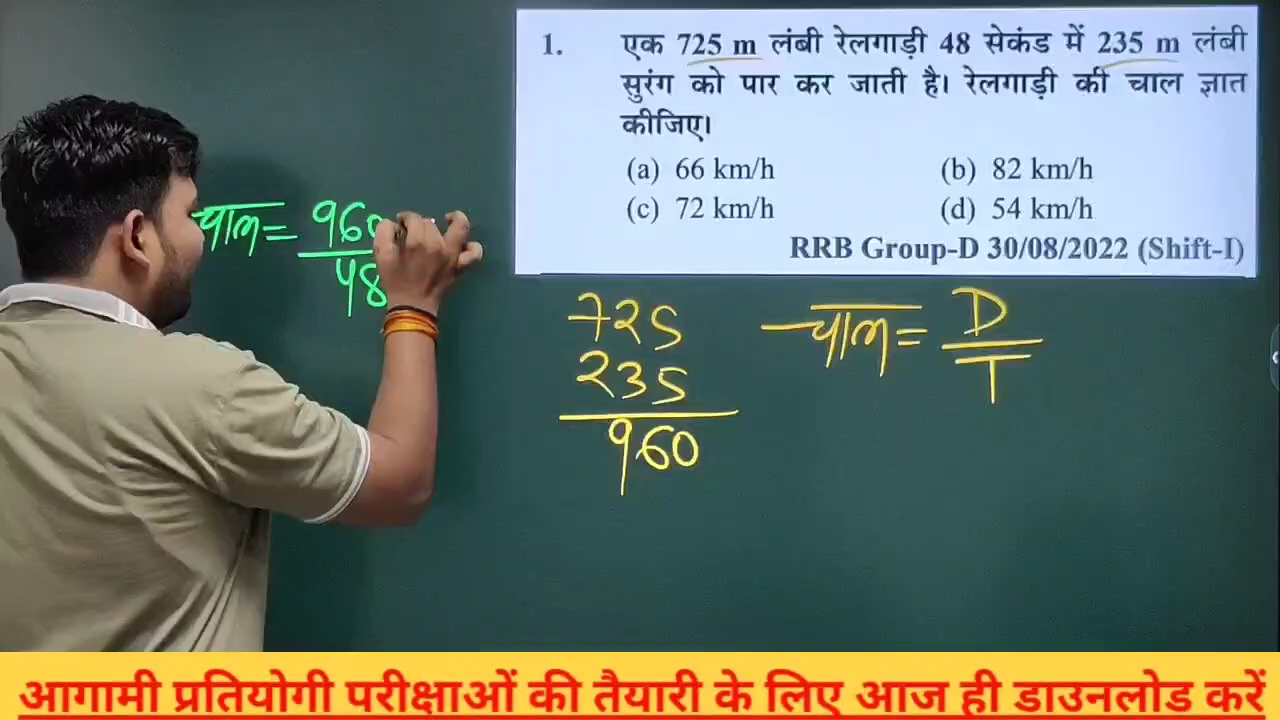 1. एक 725 m लंबी रेलगाड़ी 48 सेकंड में 235 m लंबी
सुरंग को पार कर जाती है। रेलगाड़ी की चाल ज्ञात
कीजिए।
(a) 66 km/h (b) 82 km/h
(c) 72 km/h (d) 54 km/h
RRB Group-D 30/08/2022 (Shift-I)
चाल = 960
48
725
235
960
चाल = D
T
आगामी प्रतियोगी परीक्षाओं की तैयारी के लिए आज ही डाउनलोड करें